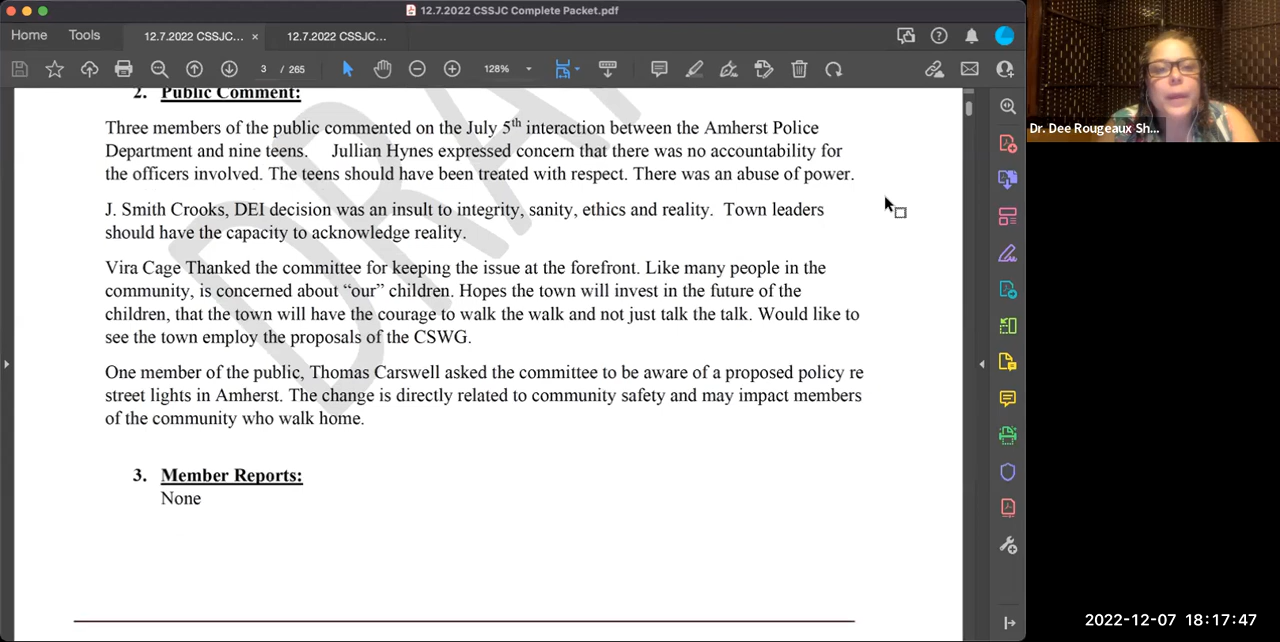 12.7.2022 CSSJC Complete Packet.pdf
Home Tools 12.7.2022 CSSJC... × 12.7.2022 CSSJC...
3 / 265 128%
DRAF
2. Public Comment:
Three members of the public commented on the July 5th interaction between the Amherst Police
Department and nine teens. Jullian Hynes expressed concern that there was no accountability for
the officers involved. The teens should have been treated with respect. There was an abuse of power.
J. Smith Crooks, DEI decision was an insult to integrity, sanity, ethics and reality. Town leaders
should have the capacity to acknowledge reality.
Vira Cage Thanked the committee for keeping the issue at the forefront. Like many people in the
community, is concerned about “our” children. Hopes the town will invest in the future of the
children, that the town will have the courage to walk the walk and not just talk the talk. Would like to
see the town employ the proposals of the CSWG.
One member of the public, Thomas Carswell asked the committee to be aware of a proposed policy re
street lights in Amherst. The change is directly related to community safety and may impact members
of the community who walk home.
3. Member Reports:
None
Dr. Dee Rougeaux Sh...
2022-12-07 18:17:47